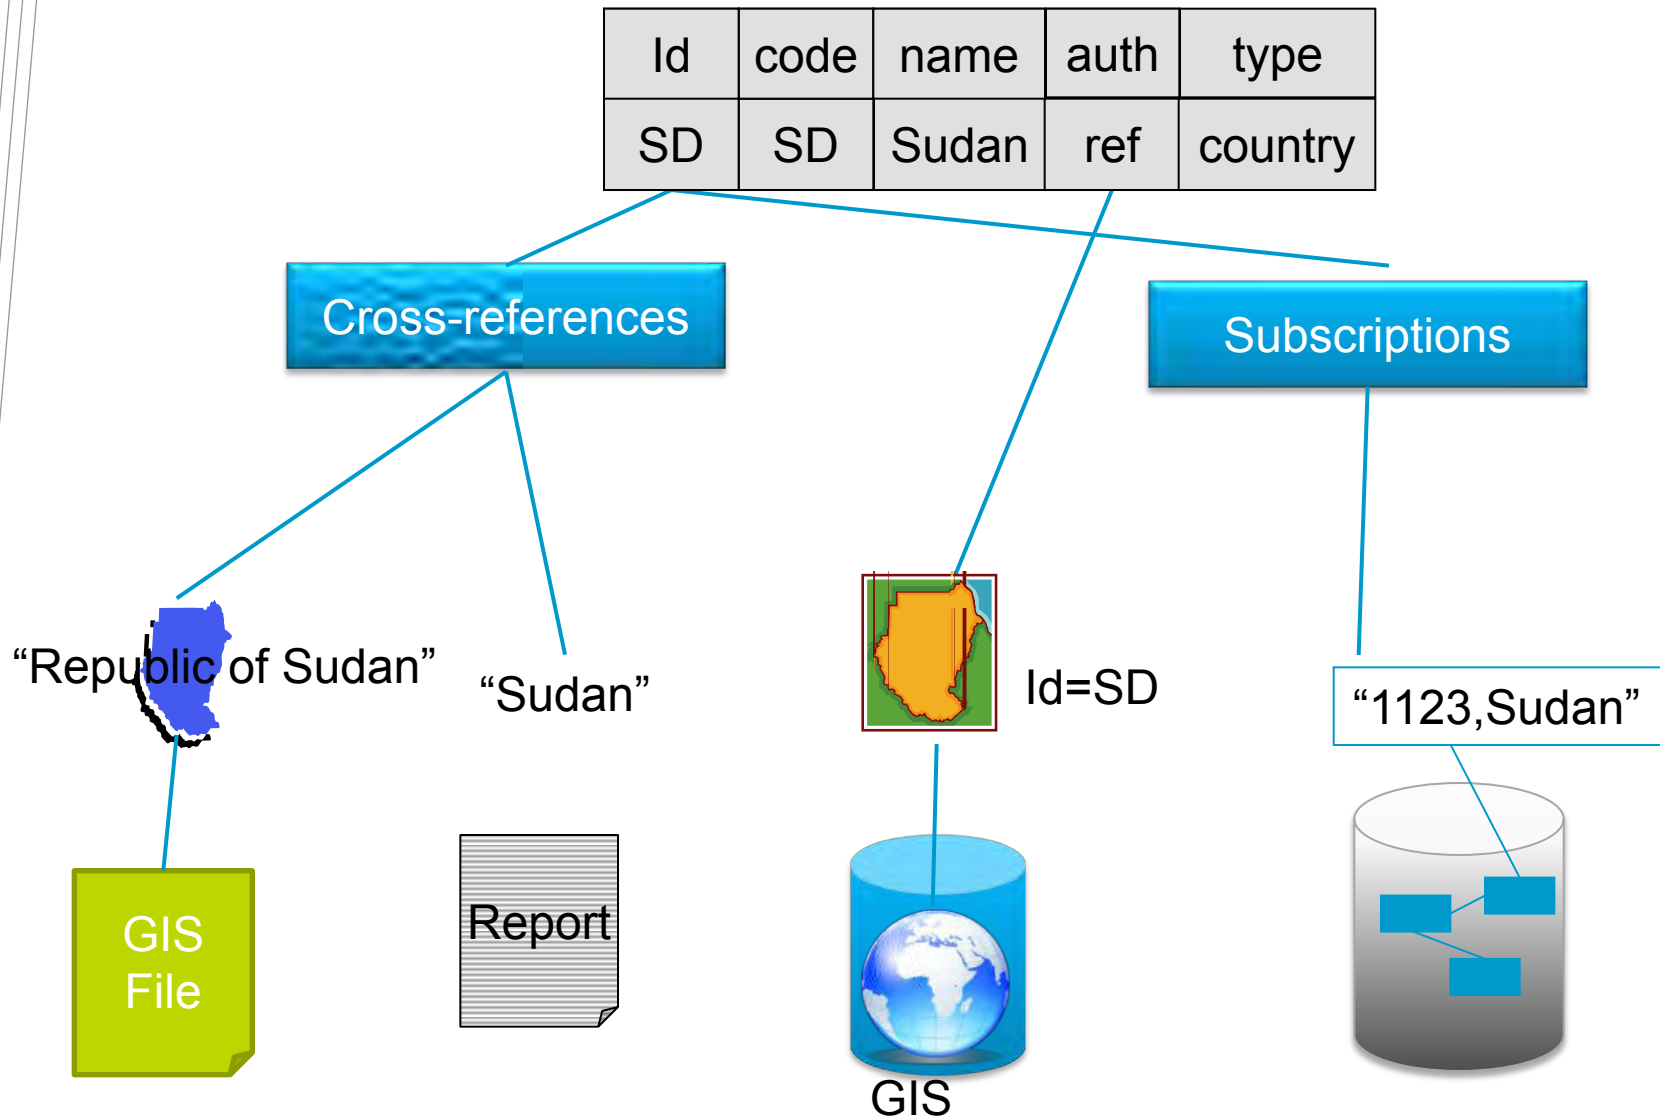 Id code name auth type
SD SD Sudan ref country
Cross-references
Subscriptions
“Republic of Sudan”
“Sudan”
Id=SD
“1123,Sudan”
GIS
File
Report
GIS